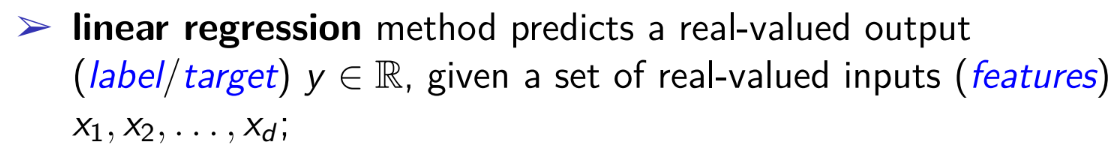 ➢ linear regression method predicts a real-valued output
(label/target) y ∈ ℝ, given a set of real-valued inputs (features)
x₁, x₂, . . . , x_d;